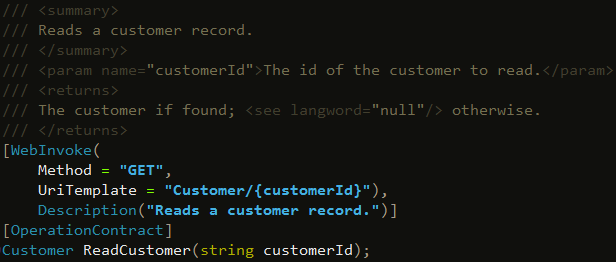 /// <summary>
/// Reads a customer record.
/// </summary>
/// <param name="customerId">The id of the customer to read.</param>
/// <returns>
/// The customer if found; <see langword="null"/> otherwise.
/// </returns>
[WebInvoke(
    Method = "GET",
    UriTemplate = "Customer/{customerId}"),
    Description("Reads a customer record.")]
[OperationContract]
Customer ReadCustomer(string customerId);